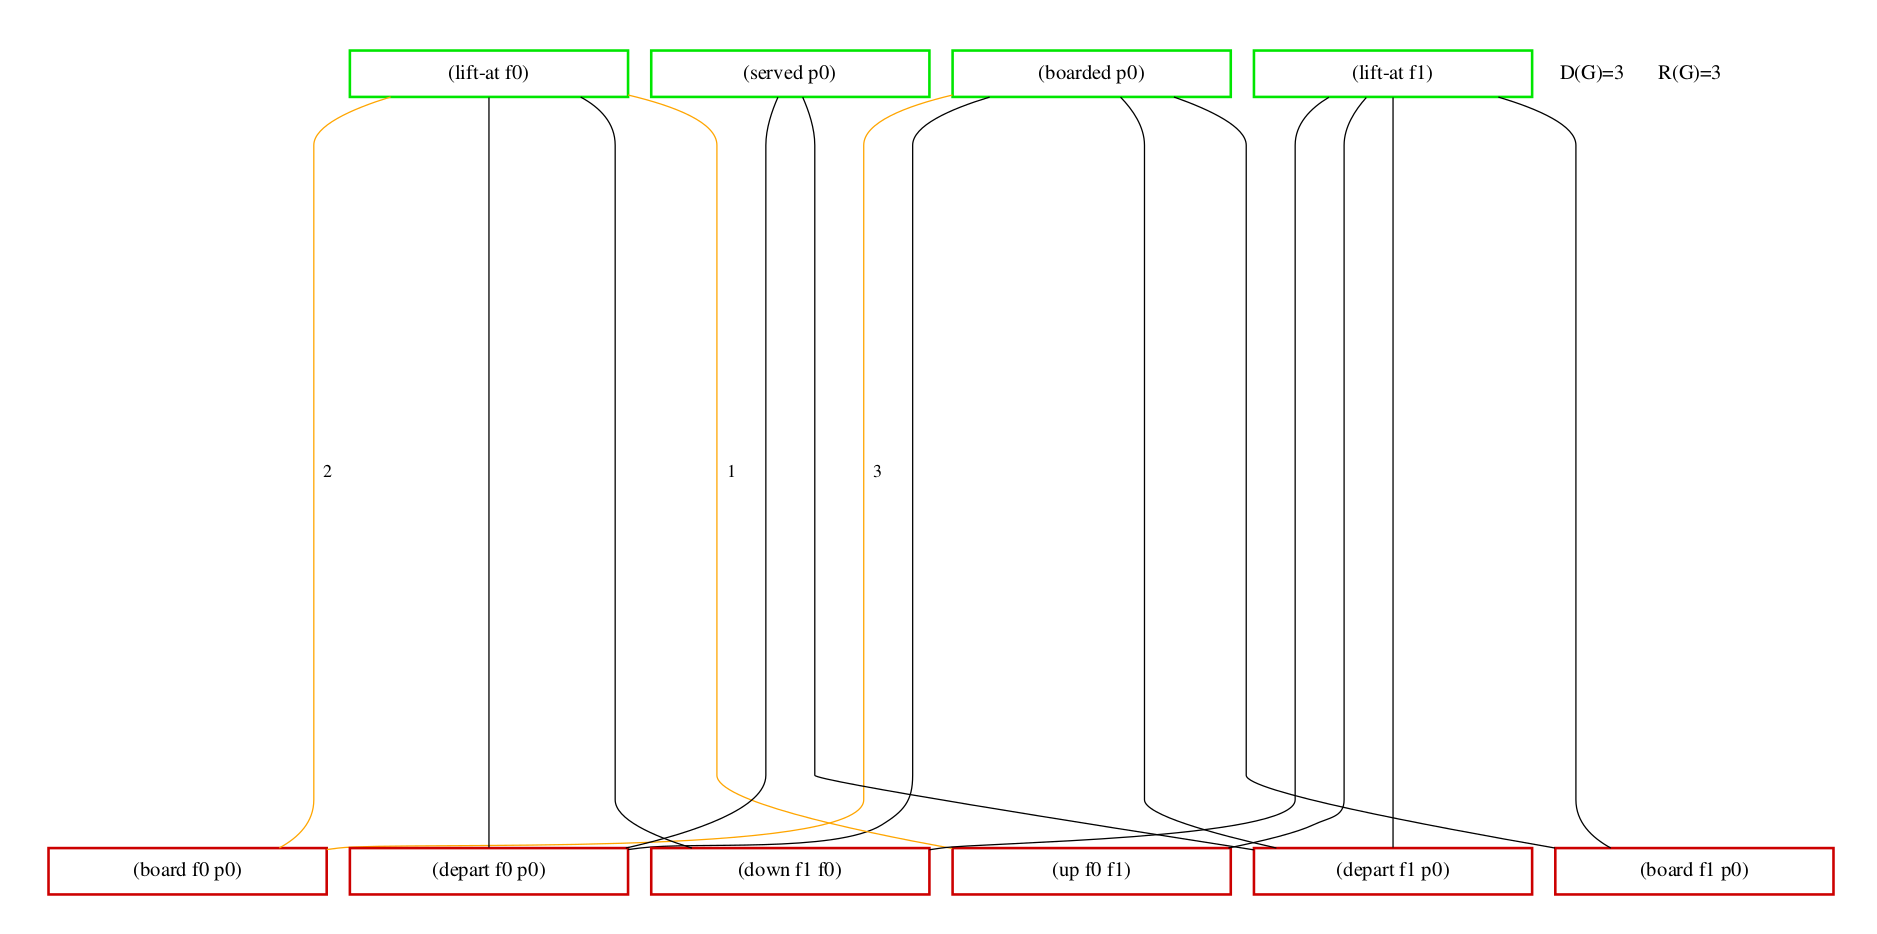 (lift-at f0) (served p0) (boarded p0) (lift-at f1) D(G)=3 R(G)=3
2 1 3
(board f0 p0) (depart f0 p0) (down f1 f0) (up f0 f1) (depart f1 p0) (board f1 p0)